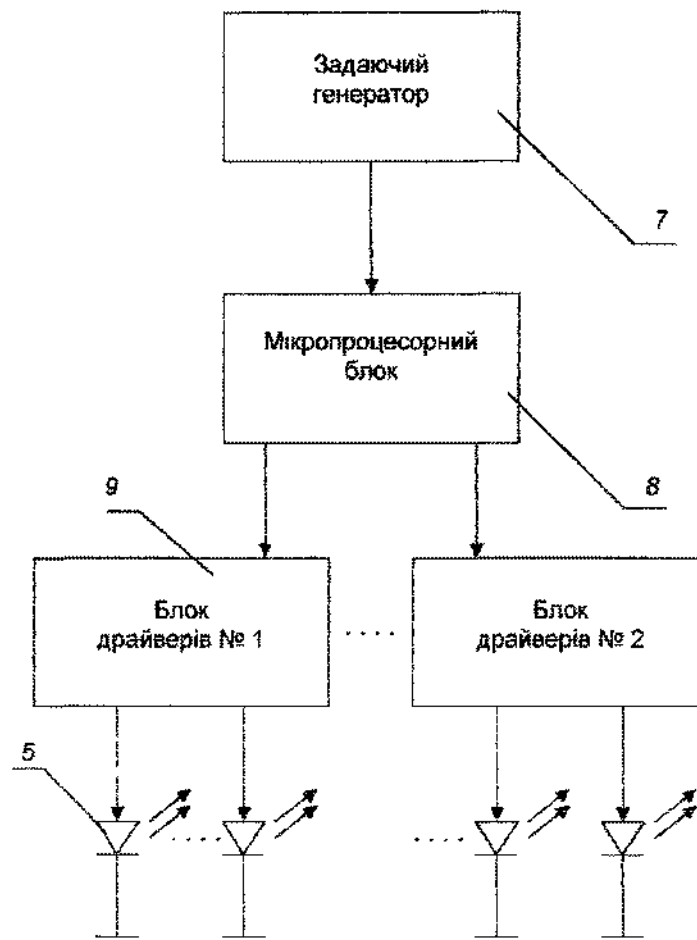 Задаючий
генератор
7
Мікропроцесорний
блок
9
8
Блок
драйверів № 1
Блок
драйверів № 2
5